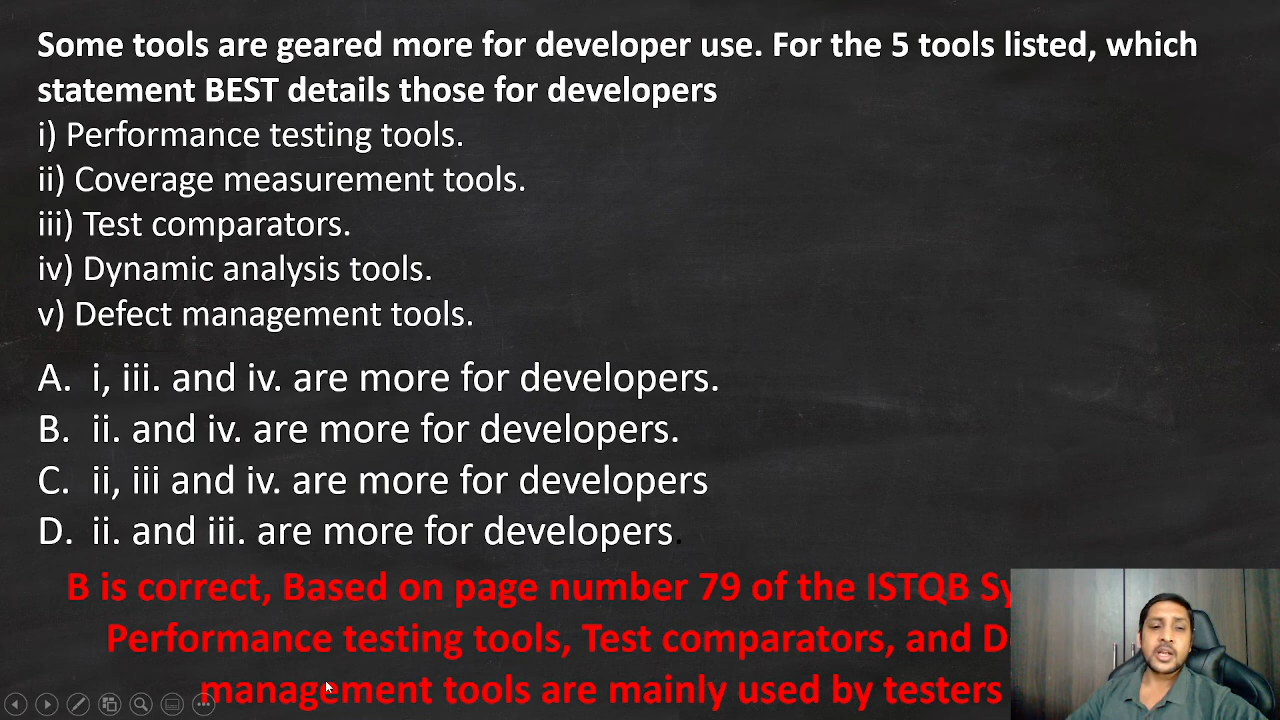 Some tools are geared more for developer use. For the 5 tools listed, which
statement BEST details those for developers
i) Performance testing tools.
ii) Coverage measurement tools.
iii) Test comparators.
iv) Dynamic analysis tools.
v) Defect management tools.
A. i, iii. and iv. are more for developers.
B. ii. and iv. are more for developers.
C. ii, iii and iv. are more for developers
D. ii. and iii. are more for developers.
B is correct, Based on page number 79 of the ISTQB
Performance testing tools, Test comparators, and
management tools are mainly used by testers